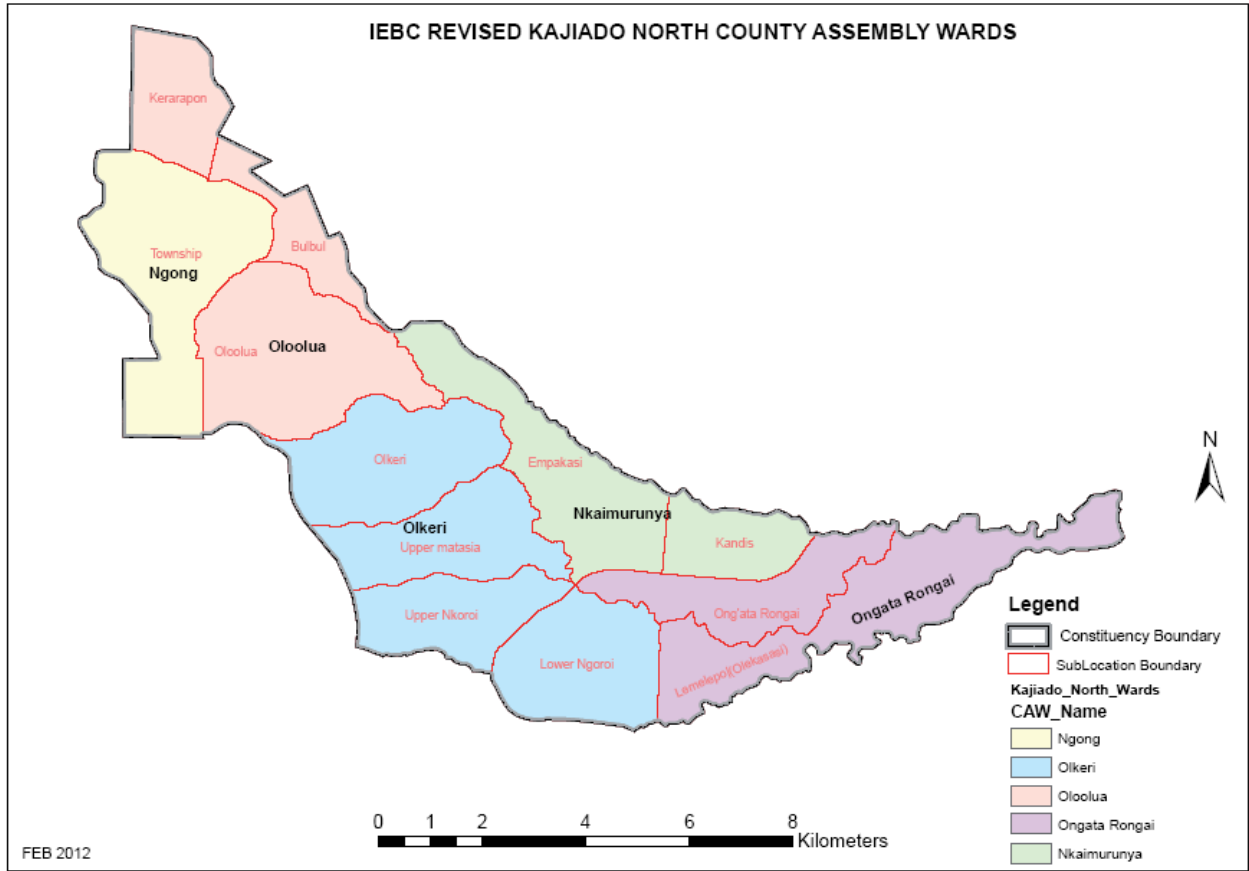 IEBC REVISED KAJIADO NORTH COUNTY ASSEMBLY WARDS
Kerarapon
Township
Ngong
Bulbul
Oloolua
Oloolua
Olkeri
Empakasi
Nkaimurunya
Olkeri
Upper matasia
Kandis
Upper Nkoroi
Ong'ata Rongai
Ongata Rongai
Lower Ngoroi
Lemelepo(Olekasasi)
N
Legend
Constituency Boundary
SubLocation Boundary
Kajiado_North_Wards
CAW_Name
Ngong
Olkeri
Oloolua
Ongata Rongai
Nkaimurunya
0 1 2 4 6 8
Kilometers
FEB 2012